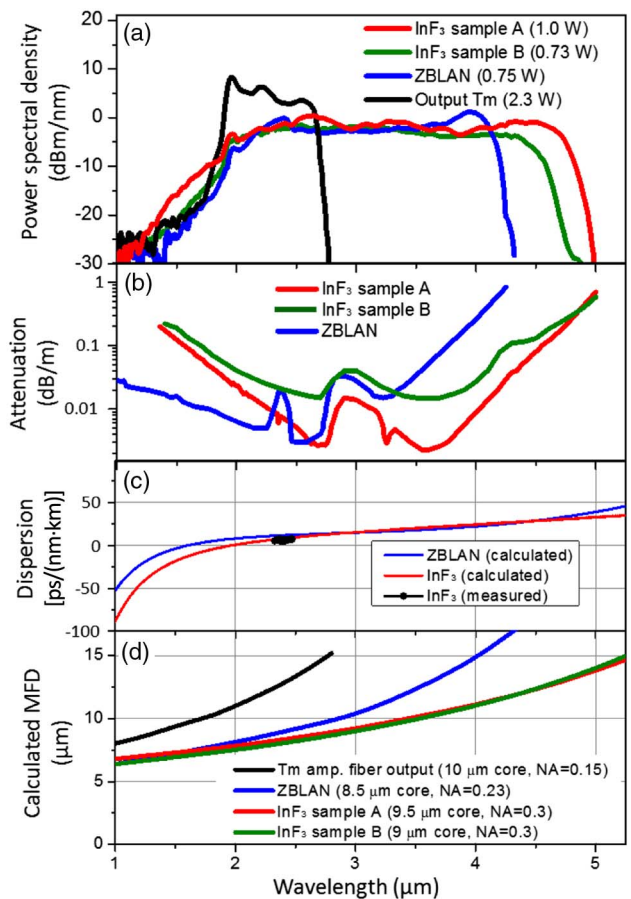 (a)
InF₃ sample A (1.0 W)
InF₃ sample B (0.73 W)
ZBLAN (0.75 W)
Output Tm (2.3 W)
Power spectral density
(dBm/nm)
20
10
0
-10
-20
-30
(b)
InF₃ sample A
InF₃ sample B
ZBLAN
Attenuation
(dB/m)
1
0.1
0.01
(c)
Dispersion
[ps/(nm·km)]
50
0
-50
-100
ZBLAN (calculated)
InF₃ (calculated)
InF₃ (measured)
(d)
Calculated MFD
(μm)
15
10
5
0
Tm amp. fiber output (10 μm core, NA=0.15)
ZBLAN (8.5 μm core, NA=0.23)
InF₃ sample A (9.5 μm core, NA=0.3)
InF₃ sample B (9 μm core, NA=0.3)
1 2 3 4 5
Wavelength (μm)